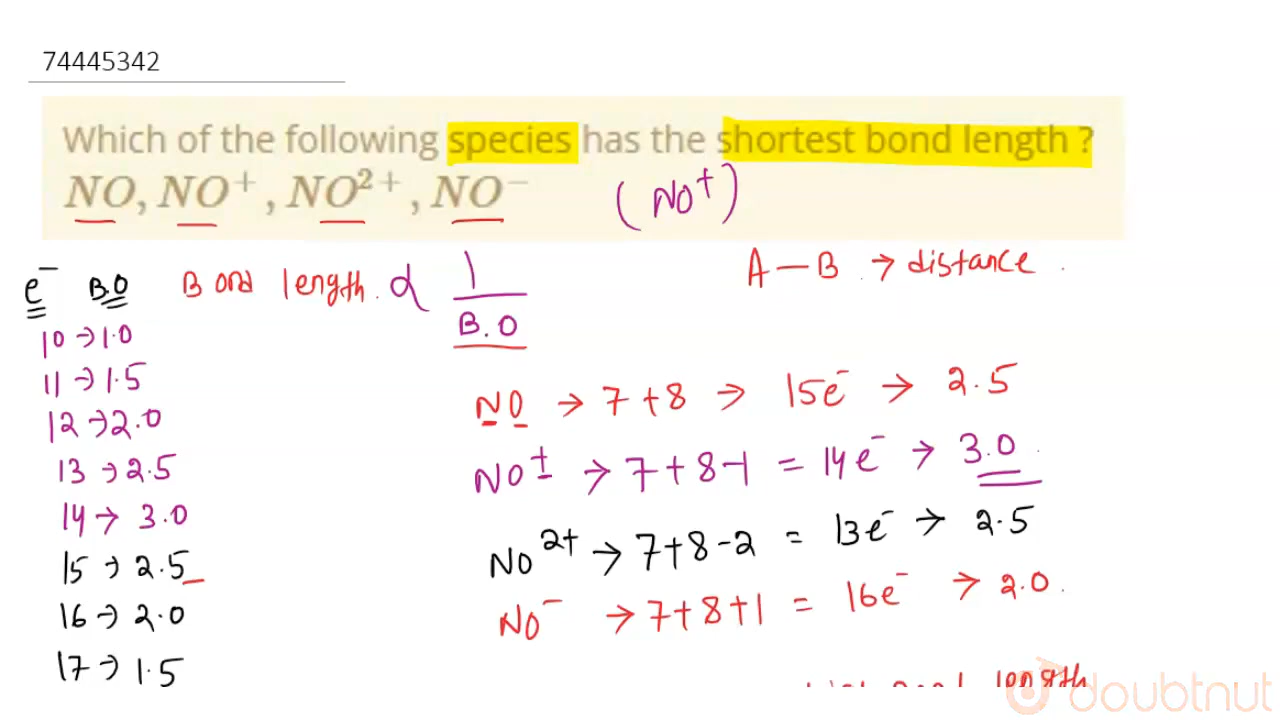 74445342
Which of the following species has the shortest bond length ?
NO, NO⁺ , NO²⁺ , NO⁻ (NO⁺)
A — B → distance
e⁻ B.O Bond length ∝ 1
B.O
10 → 1.0
11 → 1.5
12 → 2.0
13 → 2.5
14 → 3.0
15 → 2.5
16 → 2.0
17 → 1.5
NO → 7 + 8 → 15e⁻ → 2.5
NO⁺ → 7 + 8 - 1 = 14e⁻ → 3.0
NO²⁺ → 7 + 8 - 2 = 13e⁻ → 2.5
NO⁻ → 7 + 8 + 1 = 16e⁻ → 2.0
length
doubtnut